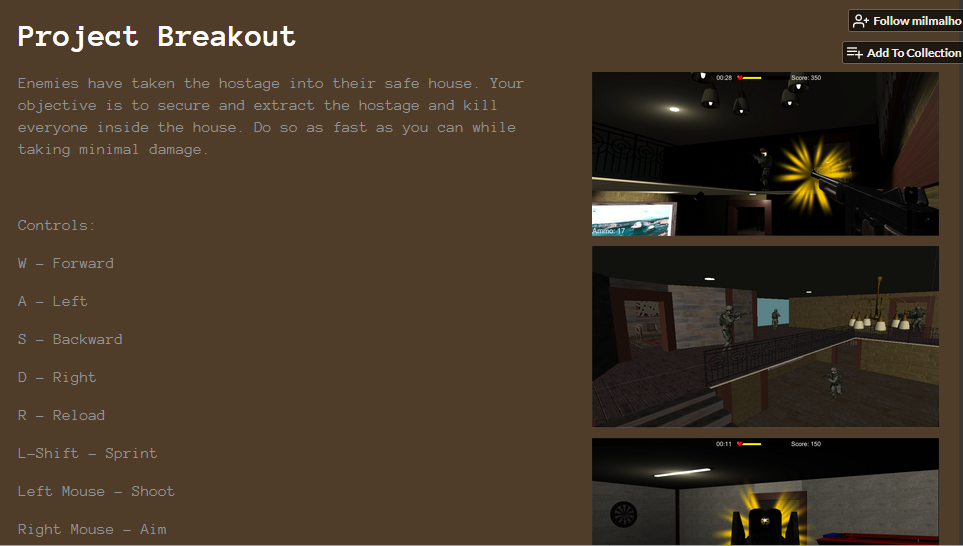 Project Breakout
Follow milmalho
Add To Collection
Enemies have taken the hostage into their safe house. Your
objective is to secure and extract the hostage and kill
everyone inside the house. Do so as fast as you can while
taking minimal damage.
Controls:
W - Forward
A - Left
S - Backward
D - Right
R - Reload
L-Shift - Sprint
Left Mouse - Shoot
Right Mouse - Aim
00:28
Score: 350
Ammo: 17
00:11
Score: 150